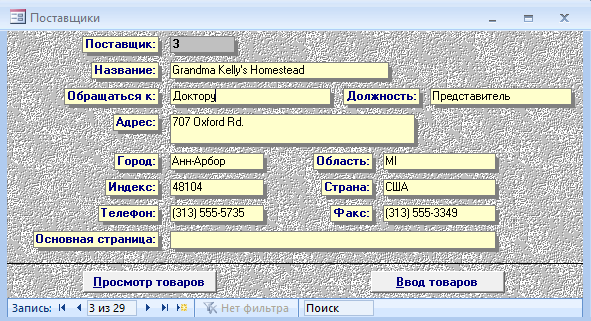 Поставщики
Поставщик: 3
Название: Grandma Kelly's Homestead
Обращаться к: Доктору Должность: Представитель
Адрес: 707 Oxford Rd.
Город: Анн-Арбор Область: MI
Индекс: 48104 Страна: США
Телефон: (313) 555-5735 Факс: (313) 555-3349
Основная страница:
Просмотр товаров Ввод товаров
Запись: 3 из 29 Нет фильтра Поиск